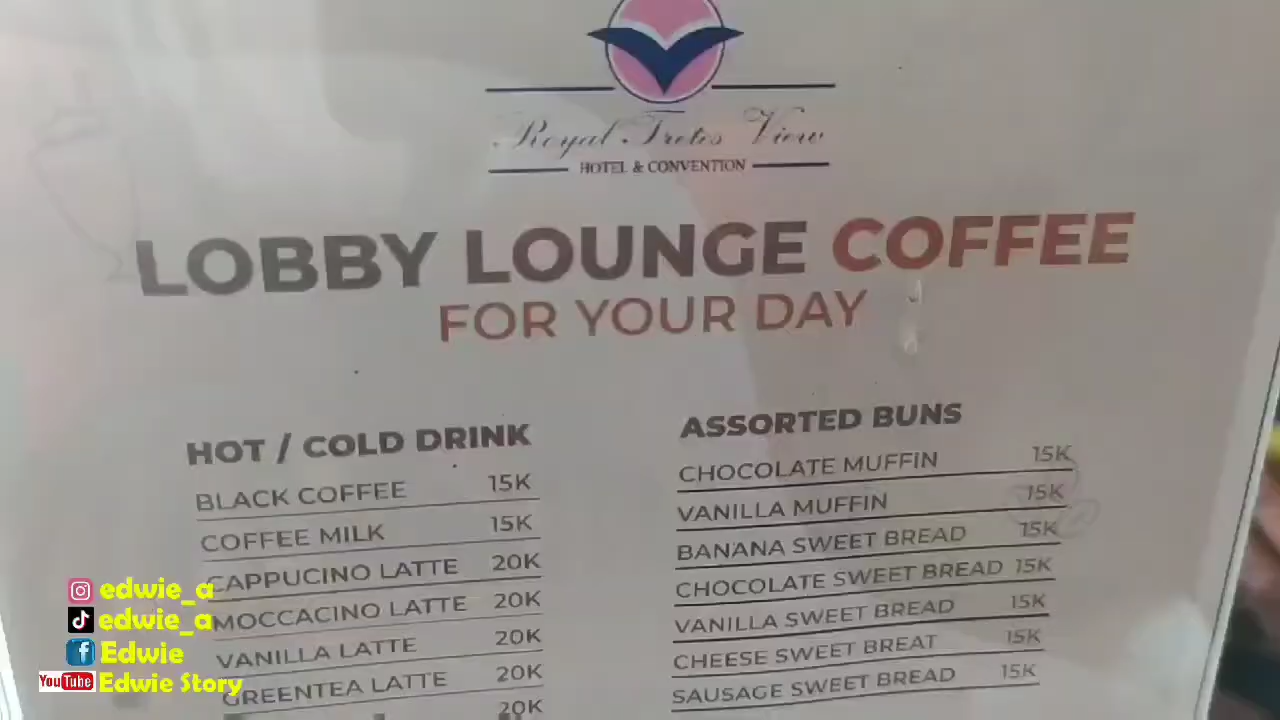 Royal Tretes View
HOTEL & CONVENTION
LOBBY LOUNGE COFFEE
FOR YOUR DAY
HOT / COLD DRINK
BLACK COFFEE 15K
COFFEE MILK 15K
CAPPUCINO LATTE 20K
MOCCACINO LATTE 20K
VANILLA LATTE 20K
GREENTEA LATTE 20K
20K
ASSORTED BUNS
CHOCOLATE MUFFIN 15K
VANILLA MUFFIN 15K
BANANA SWEET BREAD 15K
CHOCOLATE SWEET BREAD 15K
VANILLA SWEET BREAD 15K
CHEESE SWEET BREAT 15K
SAUSAGE SWEET BREAD 15K
edwie_a
edwie_a
Edwie
YouTube Edwie Story